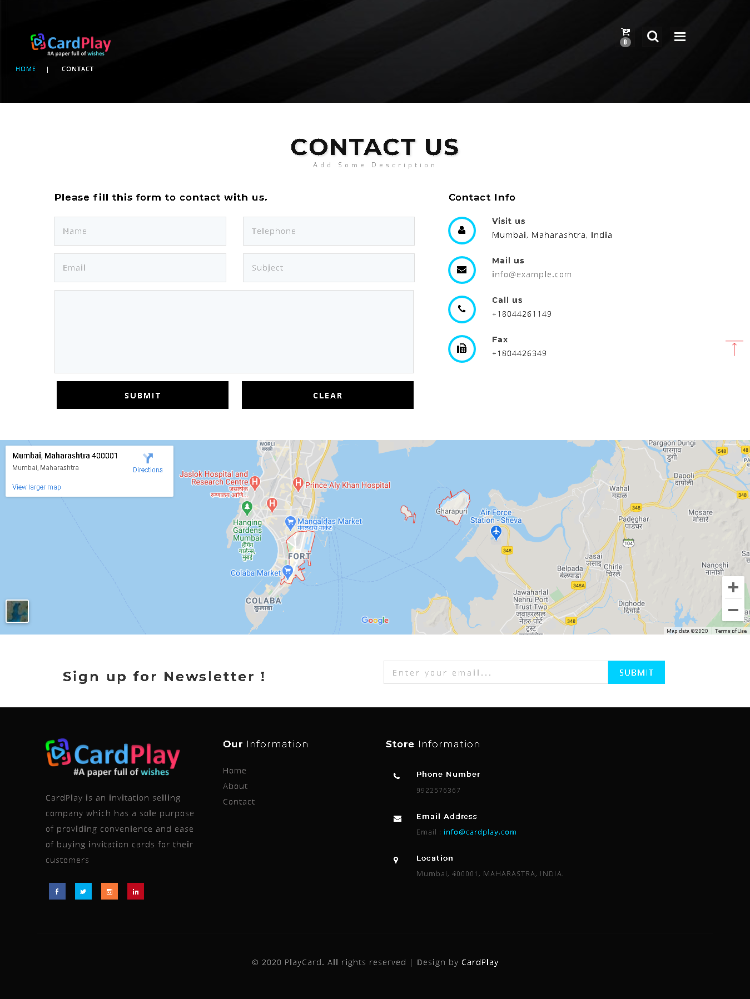 CardPlay
#A paper full of wishes
0
HOME | CONTACT
CONTACT US
Add Some Description
Please fill this form to contact with us.
Name
Telephone
Email
Subject
SUBMIT
CLEAR
Contact Info
Visit us
Mumbai, Maharashtra, India
Mail us
info@example.com
Call us
+18044261149
Fax
+1804426349
Mumbai, Maharashtra 400001
Mumbai, Maharashtra
Directions
View larger map
WORLI
वरळी
Jaslok Hospital and
Research Centre
जसलोक
रुग्णालय आणि...
Prince Aly Khan Hospital
Hanging
Gardens
Mumbai
हँगिंग
गार्डन्स,
मुंबई
Mangaldas Market
मंगलदास मार्केट
FORT
Colaba Market
COLABA
कुलाबा
Gharapuri
Air Force
Station - Sheva
Pargaon Dungi
पारगाव
डुंगी
548
48
Dapoli
दापोली
348
Wahal
वहाळ
348
Mosare
मोसारे
Padeghar
पाडेघर
104
348
Jasai
जसाइ
Chirle
चिरले
Belpada
बेलपाडा
Nanoshi
नानोशी
348A
Jawaharlal
Nehru Port
Trust Twp
जवाहरलाल
नेहरु पोर्ट
ट्रस्ट
Dighode
दिघोडे
348
Google
Map data ©2020
Terms of Use
Sign up for Newsletter !
Enter your email...
SUBMIT
CardPlay
#A paper full of wishes
CardPlay is an invitation selling
company which has a sole purpose
of providing convenience and ease
of buying invitation cards for their
customers
Our Information
Home
About
Contact
Store Information
Phone Number
9922576367
Email Address
Email : info@cardplay.com
Location
Mumbai, 400001, MAHARASTRA, INDIA.
© 2020 PlayCard. All rights reserved | Design by CardPlay